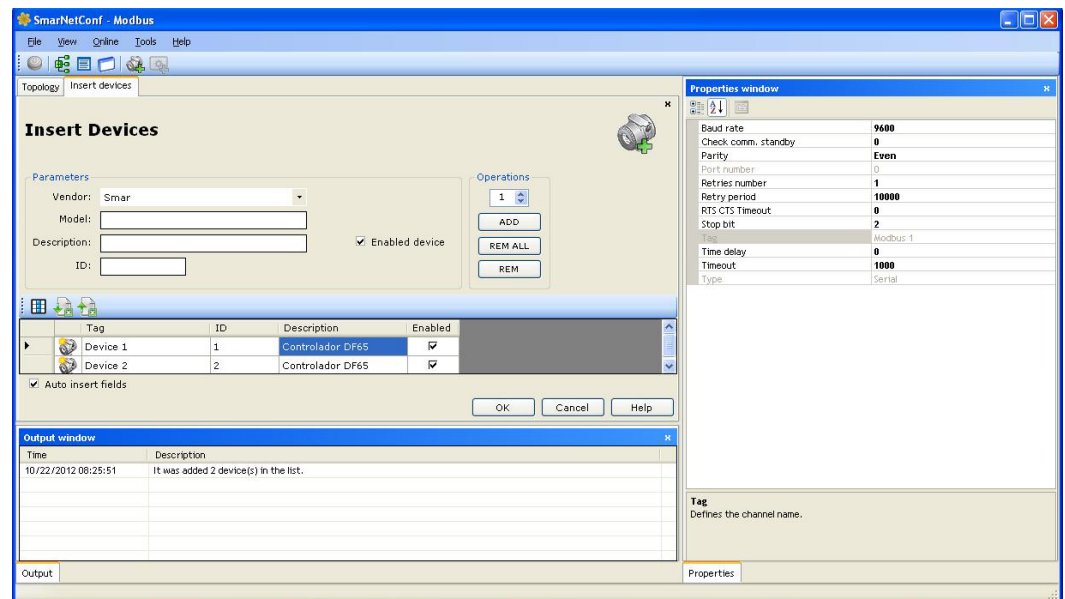 SmarNetConf - Modbus
File View Online Tools Help
Topology Insert devices
Insert Devices
Parameters
Vendor: Smar
Model:
Description:
Enabled device
ID:
Operations
1
ADD
REM ALL
REM
Tag ID Description Enabled
Device 1 1 Controlador DF65
Device 2 2 Controlador DF65
Auto insert fields
OK Cancel Help
Output window
Time Description
10/22/2012 08:25:51 It was added 2 device(s) in the list.
Output
Properties window
Baud rate 9600
Check comm. standby 0
Parity Even
Port number 0
Retries number 1
Retry period 10000
RTS CTS Timeout 0
Stop bit 2
Tag Modbus 1
Time delay 0
Timeout 1000
Type Serial
Tag
Defines the channel name.
Properties